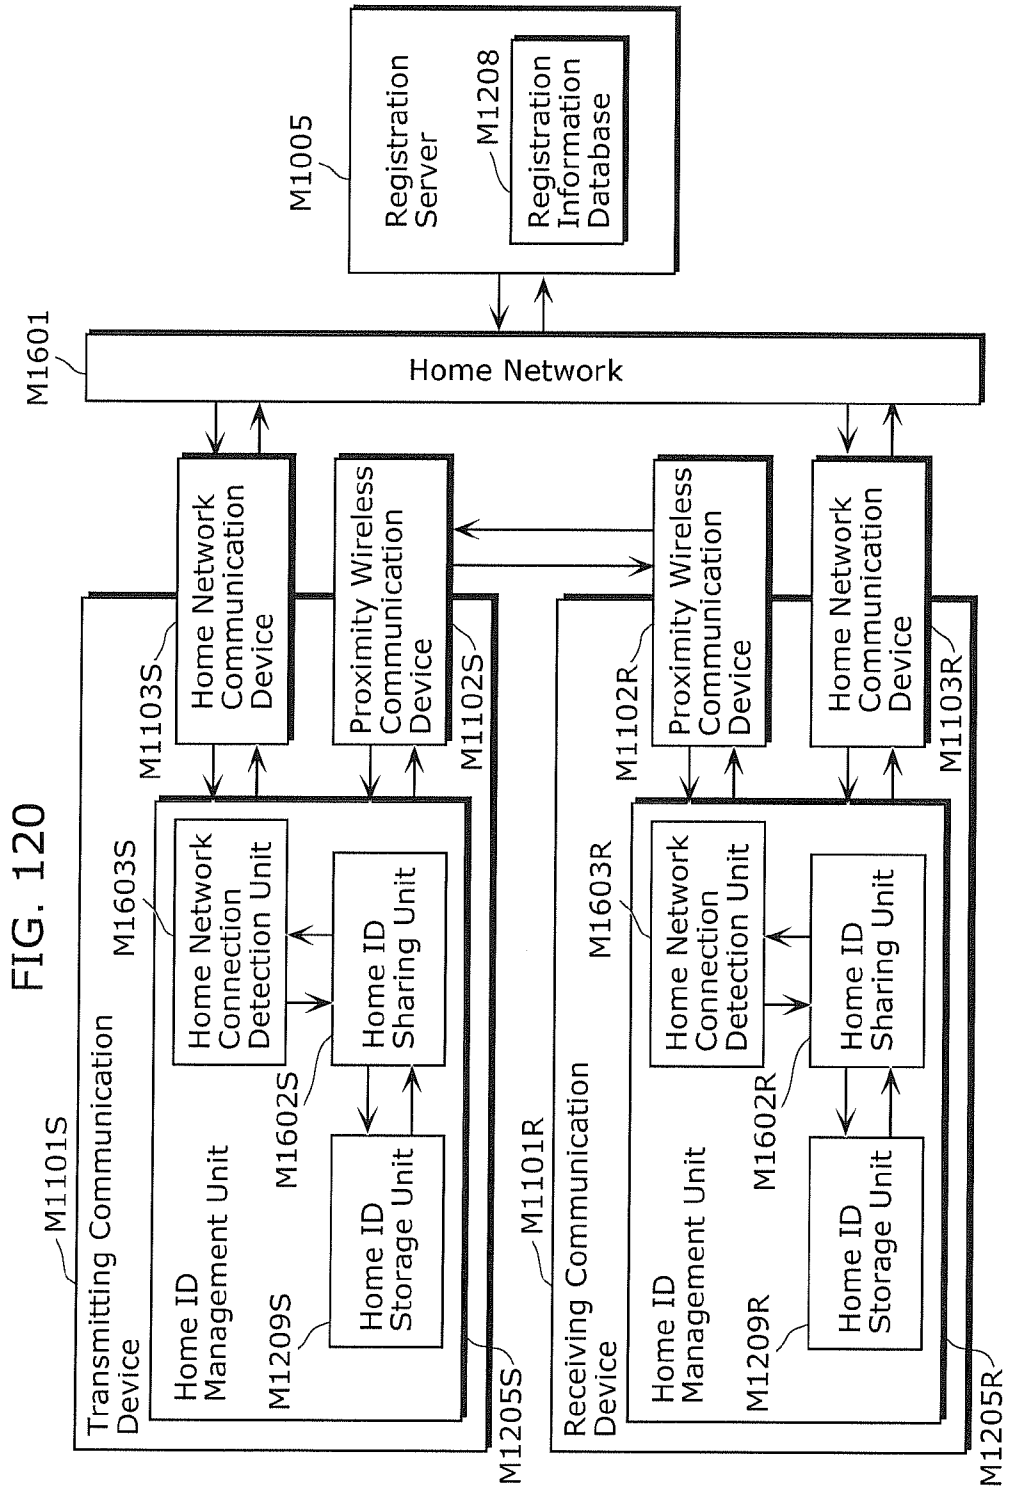 FIG. 120
M1101S
Transmitting Communication
Device
Home ID
Management Unit
M1205S
M1603S
Home Network
Connection
Detection Unit
M1602S
Home ID
Sharing Unit
M1209S
Home ID
Storage Unit
M1103S
Home Network
Communication
Device
Proximity Wireless
Communication
Device
M1102S
M1101R
Receiving Communication
Device
Home ID
Management Unit
M1205R
M1603R
Home Network
Connection
Detection Unit
M1602R
Home ID
Sharing Unit
M1209R
Home ID
Storage Unit
M1102R
Proximity Wireless
Communication
Device
Home Network
Communication
Device
M1103R
M1601
Home Network
M1005
Registration
Server
M1208
Registration
Information
Database